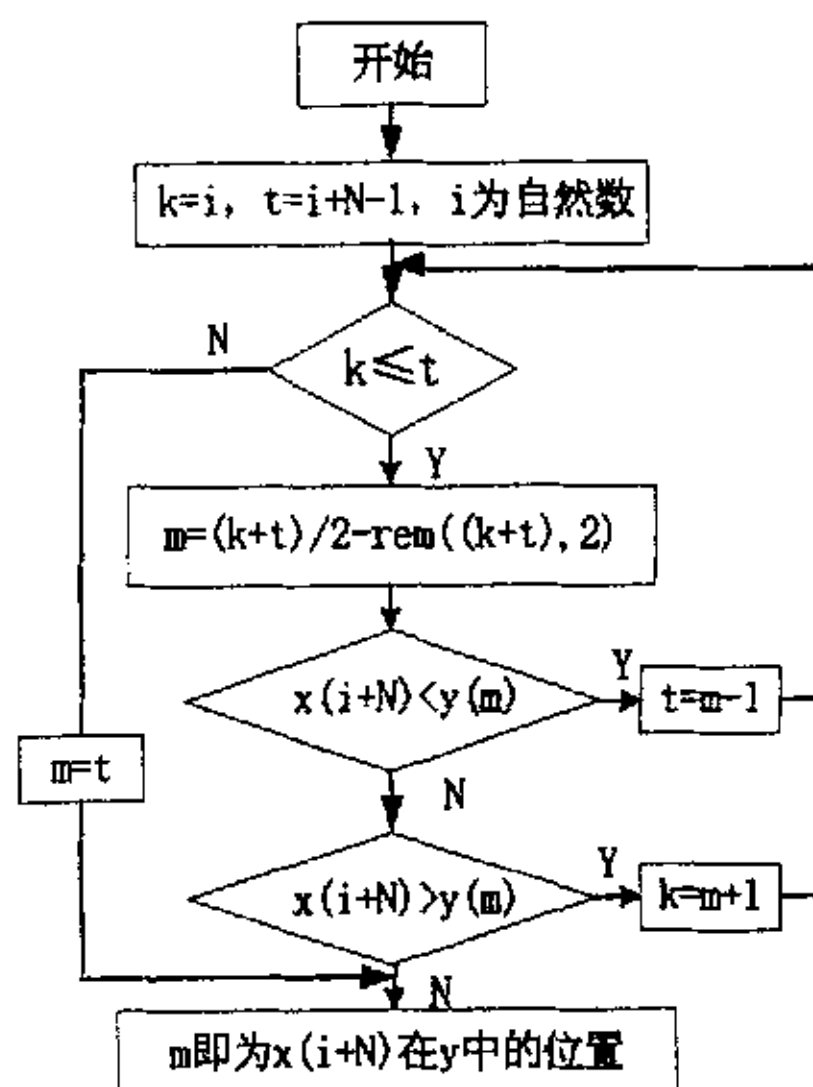 开始
k=i, t=i+N-1, i为自然数
N
k≤t
Y
m=(k+t)/2-rem((k+t),2)
x(i+N)<y(m)
Y
t=m-1
m=t
N
x(i+N)>y(m)
Y
k=m+1
N
m即为x(i+N)在y中的位置